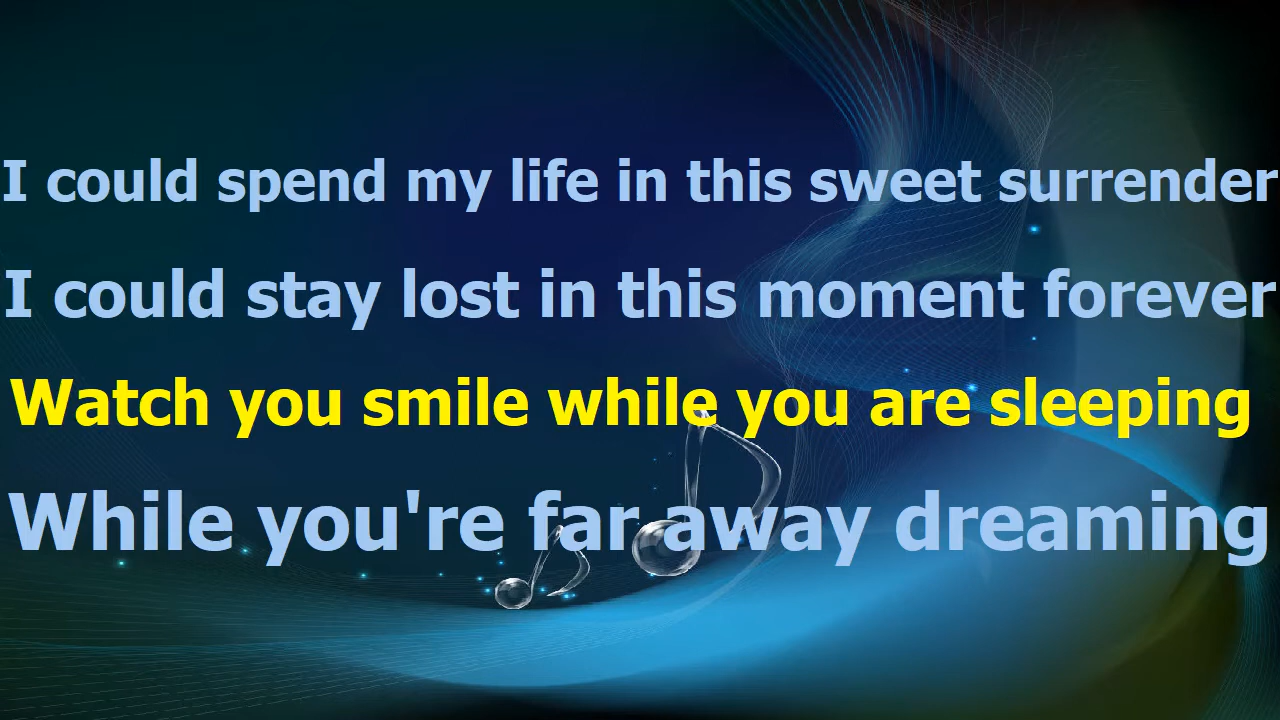 I could spend my life in this sweet surrender
I could stay lost in this moment forever
Watch you smile while you are sleeping
While you're far away dreaming